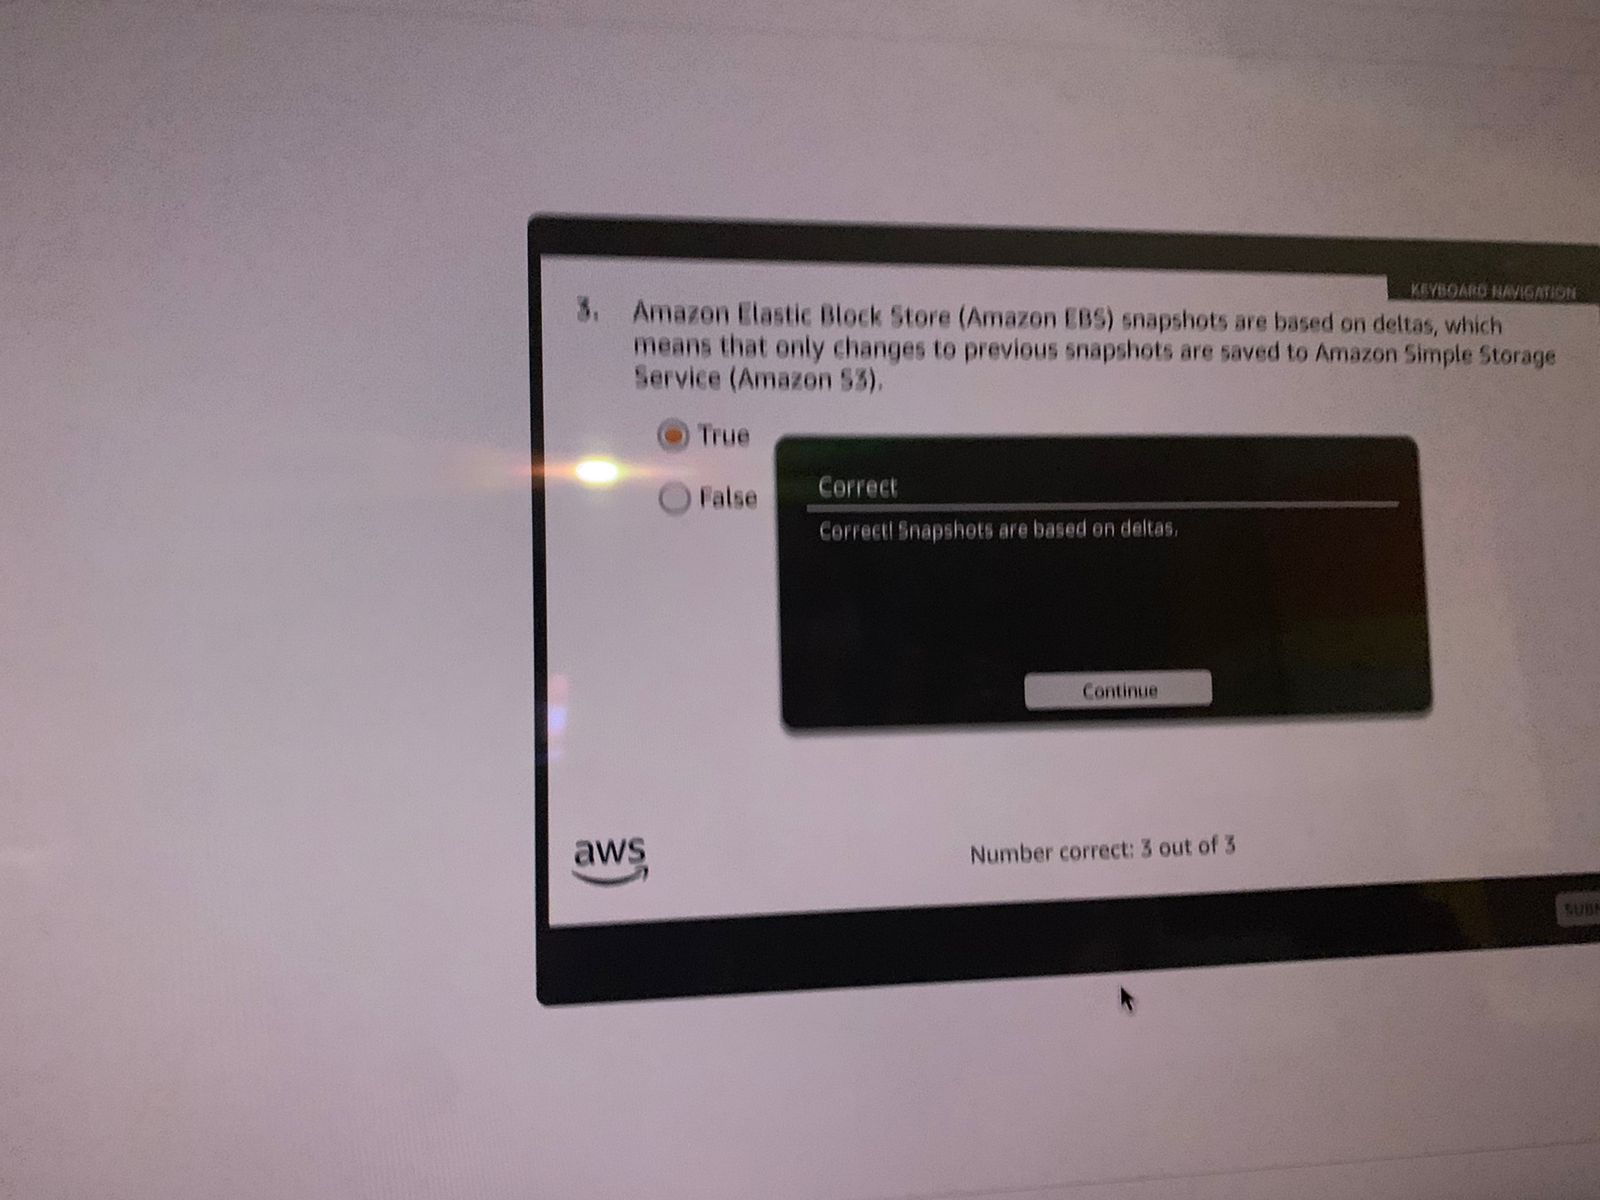 KEYBOARD NAVIGATION
3. Amazon Elastic Block Store (Amazon EBS) snapshots are based on deltas, which
means that only changes to previous snapshots are saved to Amazon Simple Storage
Service (Amazon S3).
True
False
Correct
Correct! Snapshots are based on deltas.
Continue
aws
Number correct: 3 out of 3